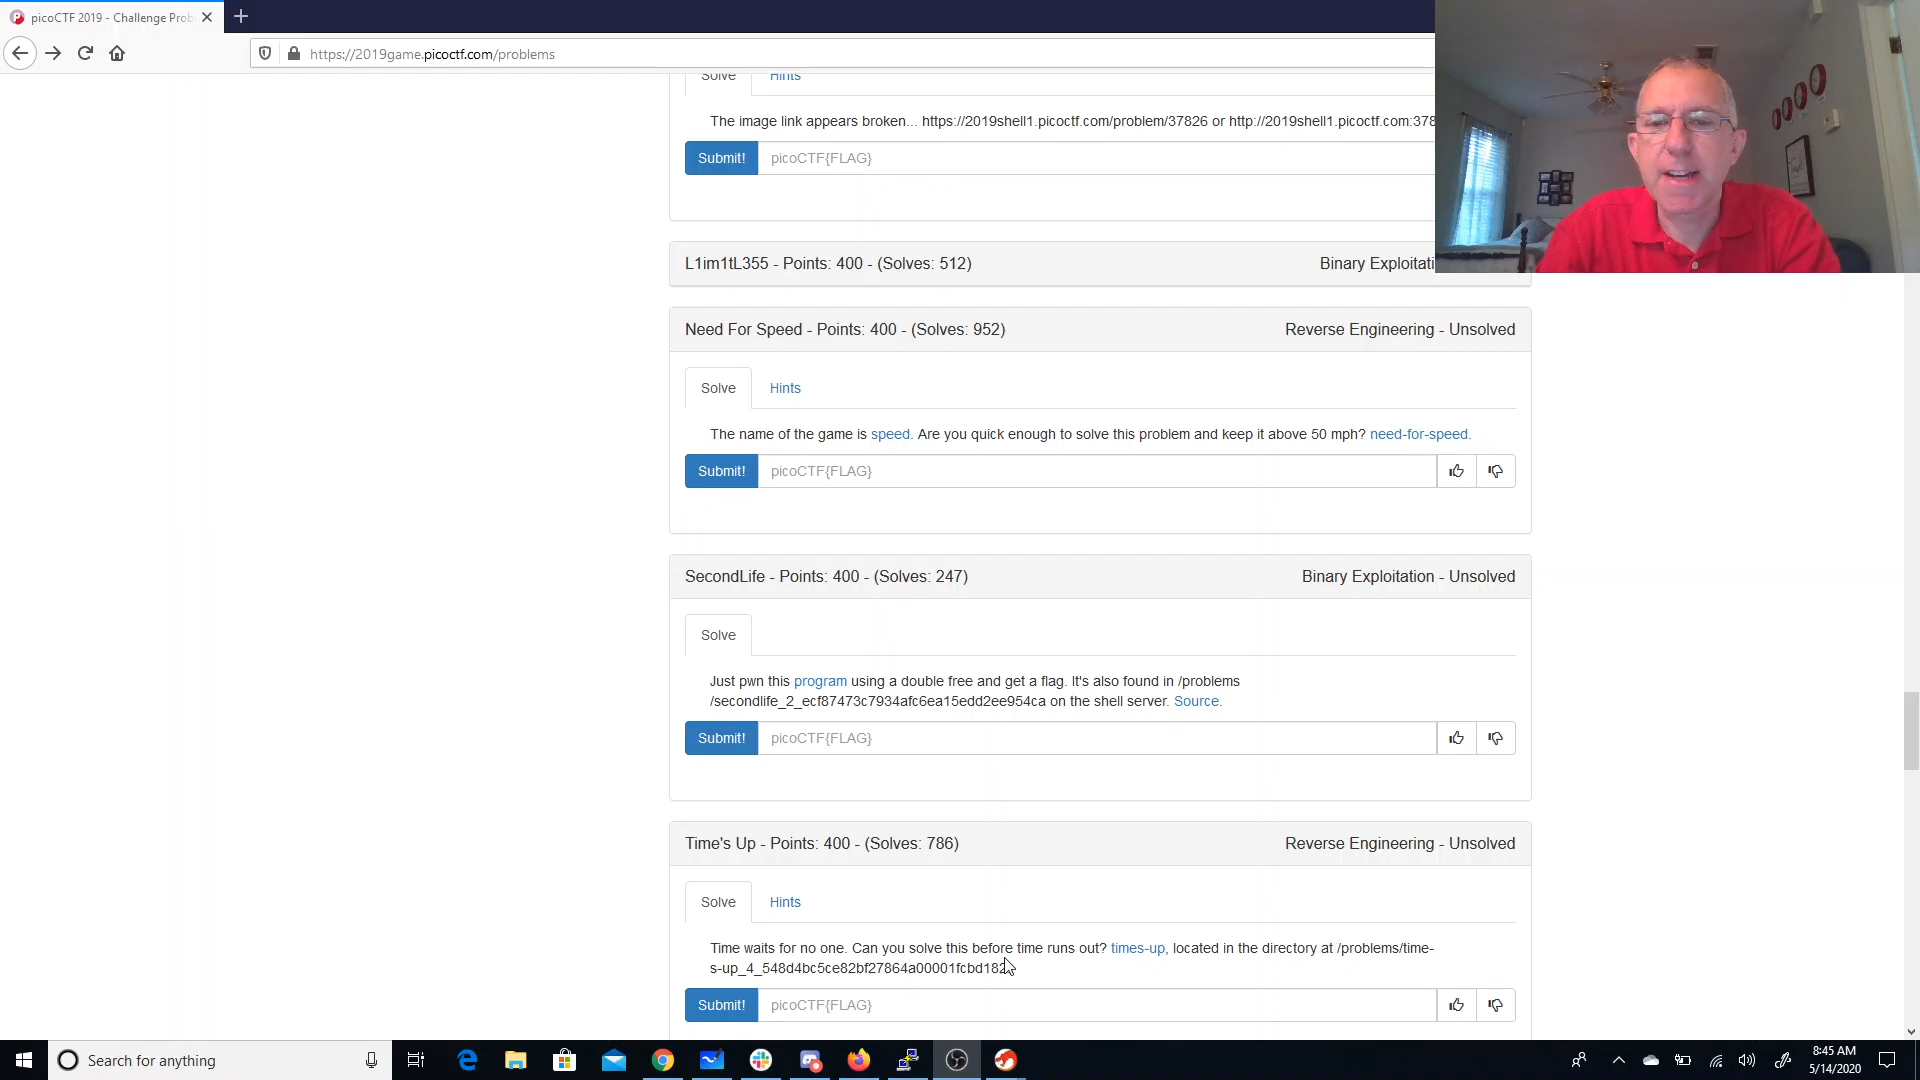 picoCTF 2019 - Challenge Prob
https://2019game.picoctf.com/problems
Solve Hints
The image link appears broken... https://2019shell1.picoctf.com/problem/37826 or http://2019shell1.picoctf.com:378
Submit! picoCTF{FLAG}
L1im1tL355 - Points: 400 - (Solves: 512) Binary Exploitati
Need For Speed - Points: 400 - (Solves: 952) Reverse Engineering - Unsolved
Solve Hints
The name of the game is speed. Are you quick enough to solve this problem and keep it above 50 mph? need-for-speed.
Submit! picoCTF{FLAG}
SecondLife - Points: 400 - (Solves: 247) Binary Exploitation - Unsolved
Solve
Just pwn this program using a double free and get a flag. It's also found in /problems
/secondlife_2_ecf87473c7934afc6ea15edd2ee954ca on the shell server. Source.
Submit! picoCTF{FLAG}
Time's Up - Points: 400 - (Solves: 786) Reverse Engineering - Unsolved
Solve Hints
Time waits for no one. Can you solve this before time runs out? times-up, located in the directory at /problems/time-
s-up_4_548d4bc5ce82bf27864a00001fcbd182
Submit! picoCTF{FLAG}
Search for anything
8:45 AM
5/14/2020